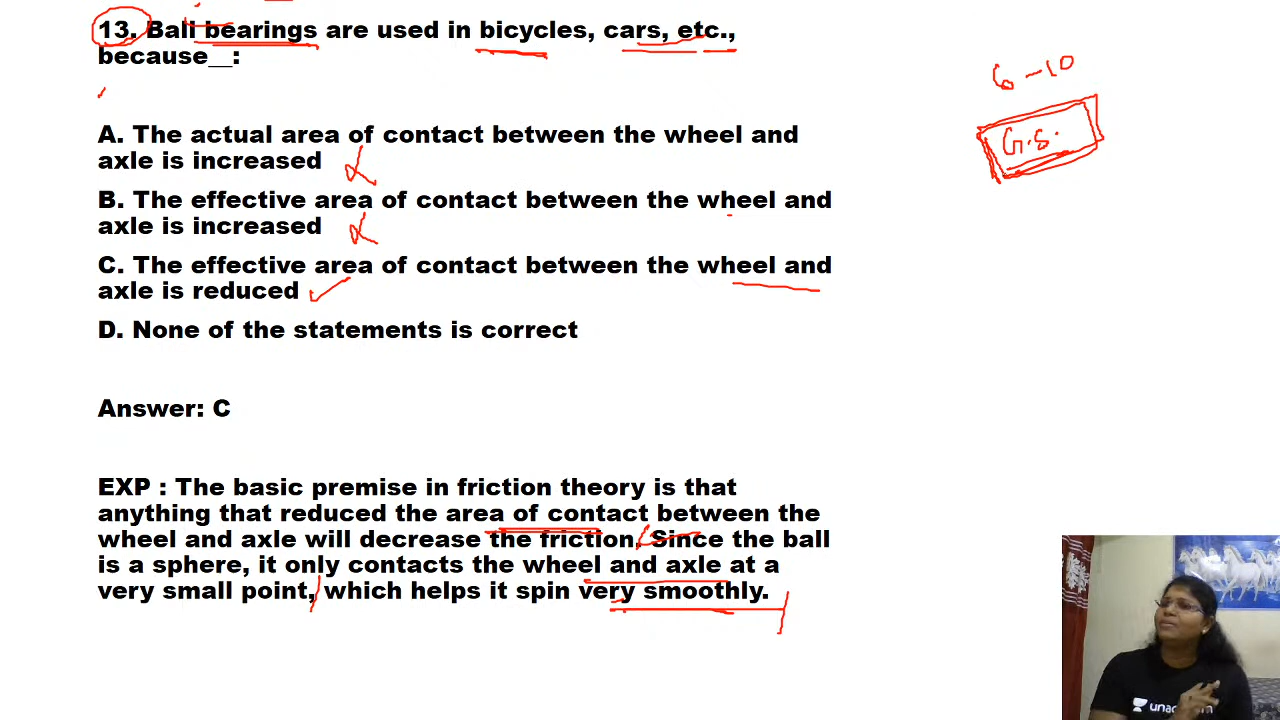 13. Ball bearings are used in bicycles, cars, etc.,
because__:
6-10
G.S.
A. The actual area of contact between the wheel and
axle is increased
B. The effective area of contact between the wheel and
axle is increased
C. The effective area of contact between the wheel and
axle is reduced
D. None of the statements is correct
Answer: C
EXP : The basic premise in friction theory is that
anything that reduced the area of contact between the
wheel and axle will decrease the friction. Since the ball
is a sphere, it only contacts the wheel and axle at a
very small point, which helps it spin very smoothly.